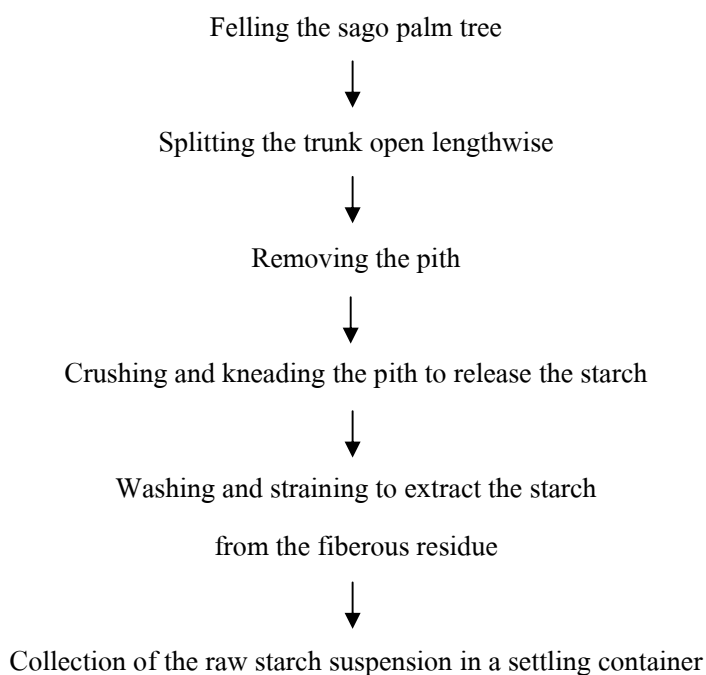 Felling the sago palm tree
Splitting the trunk open lengthwise
Removing the pith
Crushing and kneading the pith to release the starch
Washing and straining to extract the starch
from the fiberous residue
Collection of the raw starch suspension in a settling container